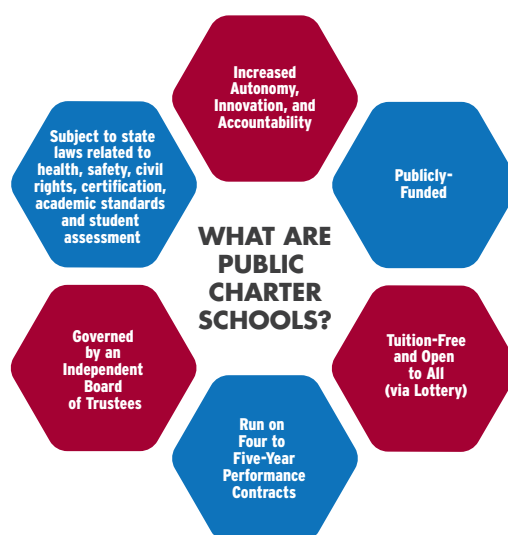 Increased
Autonomy,
Innovation, and
Accountability
Publicly-
Funded
Tuition-Free
and Open
to All
(via Lottery)
Run on
Four to
Five-Year
Performance
Contracts
Governed
by an
Independent
Board
of Trustees
Subject to state
laws related to
health, safety, civil
rights, certification,
academic standards
and student
assessment
WHAT ARE
PUBLIC
CHARTER
SCHOOLS?